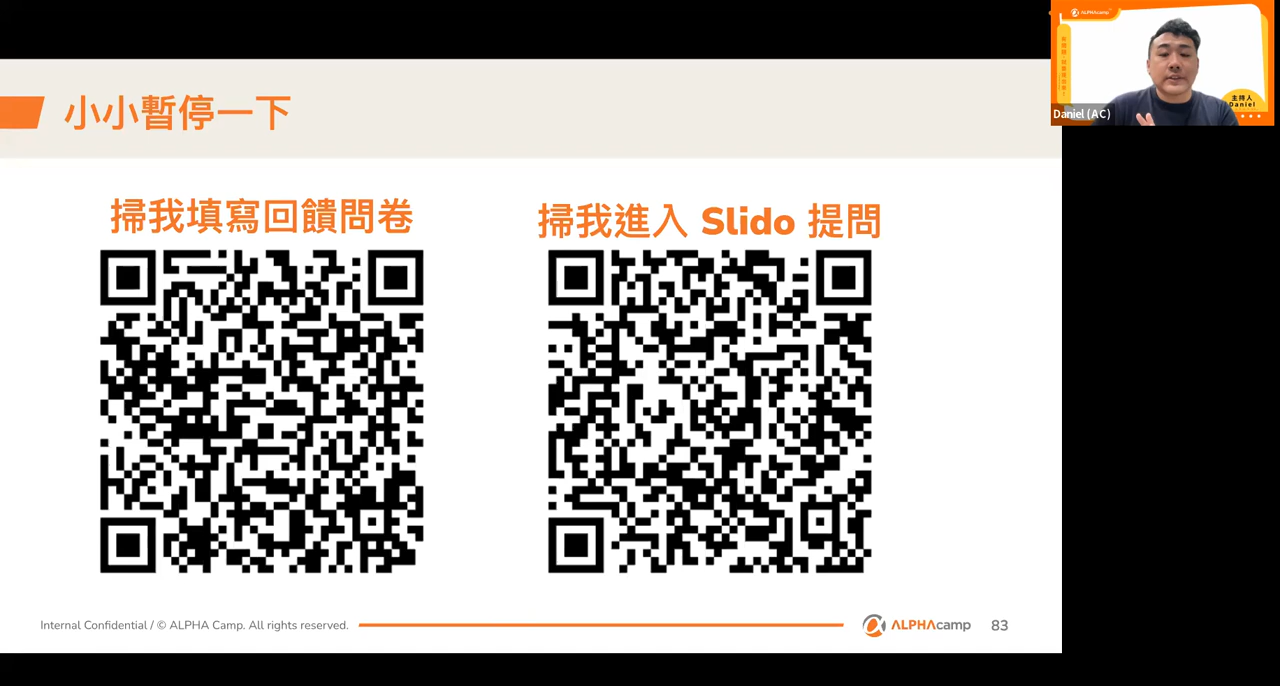 小小暫停一下
掃我填寫回饋問卷
掃我進入 Slido 提問
Internal Confidential / © ALPHA Camp. All rights reserved.
ALPHAcamp
83
ALPHAcamp
主持人
Daniel
Daniel (AC)